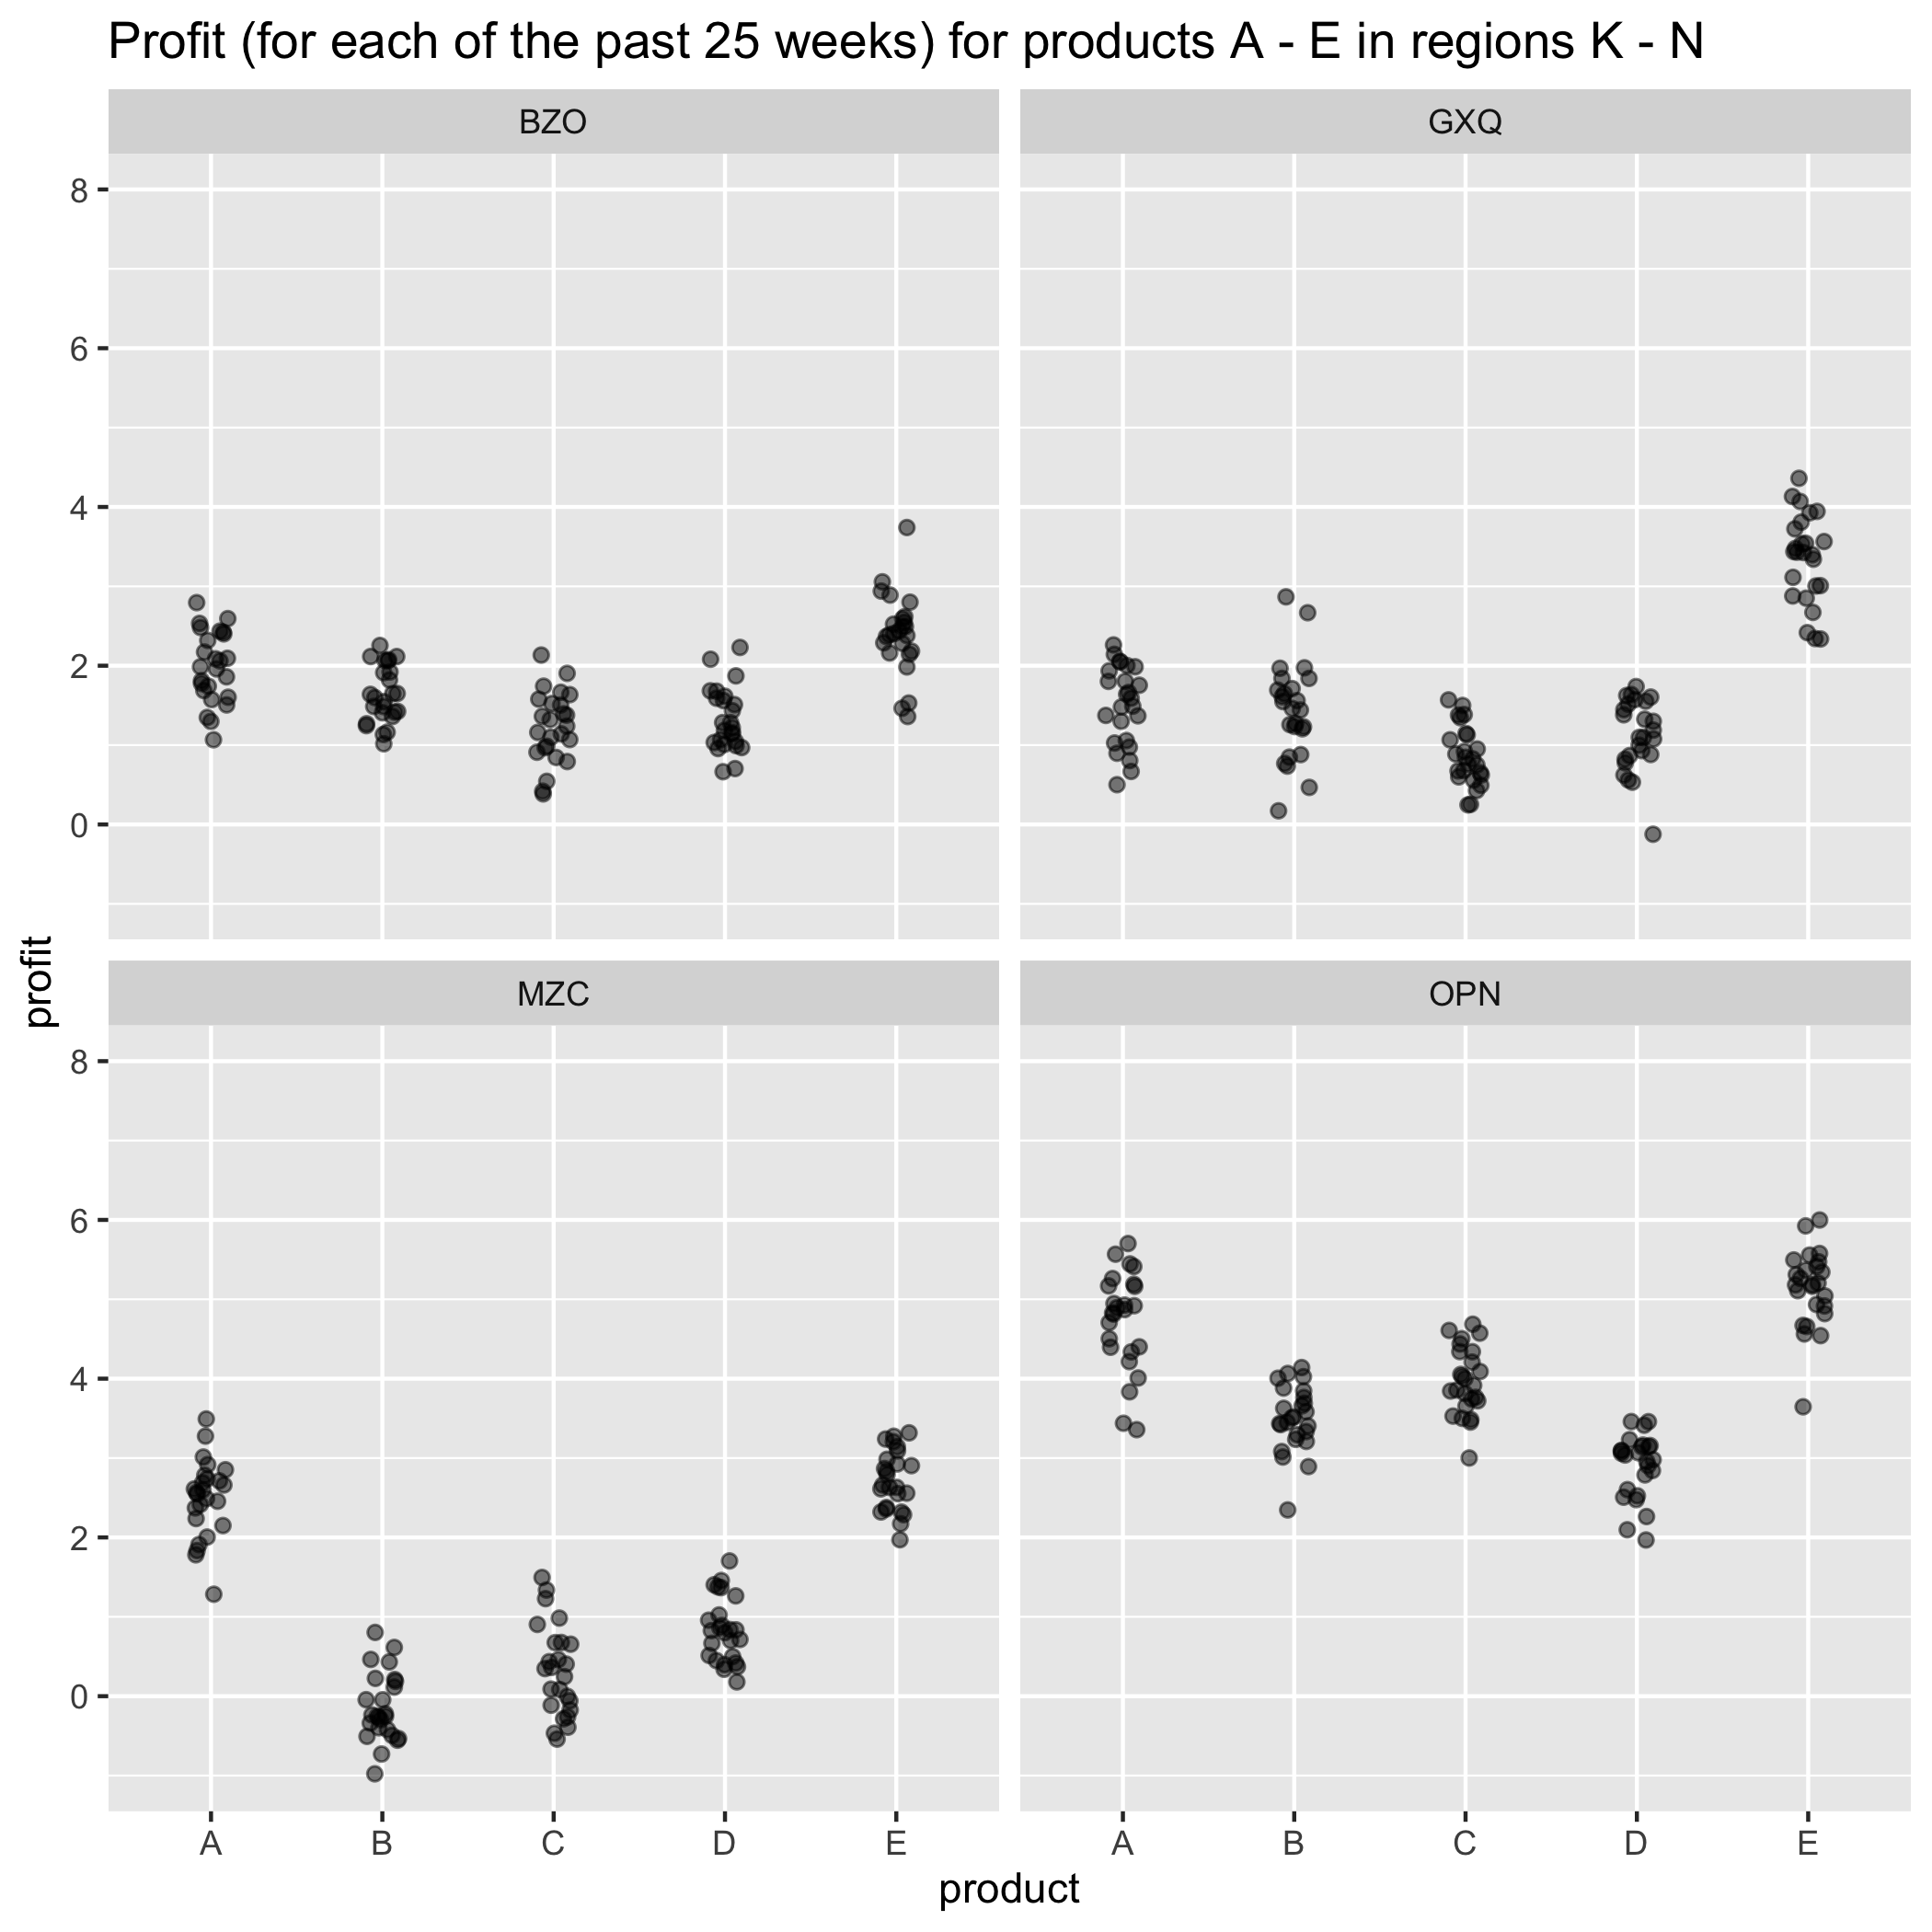 Profit (for each of the past 25 weeks) for products A - E in regions K - N
BZO
GXQ
8
6
4
2
0
MZC
OPN
8
6
4
2
0
profit
A B C D E
A B C D E
product